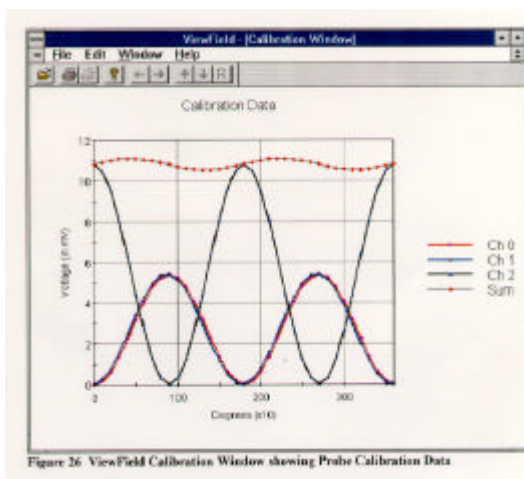 ViewField - [Calibration Window]
File Edit Window Help
R
Calibration Data
12
10
8
6
4
2
0
Voltage (in mV)
0 100 200 300
Degrees (x10)
Ch 0
Ch 1
Ch 2
Sum
Figure 26 ViewField Calibration Window showing Probe Calibration Data